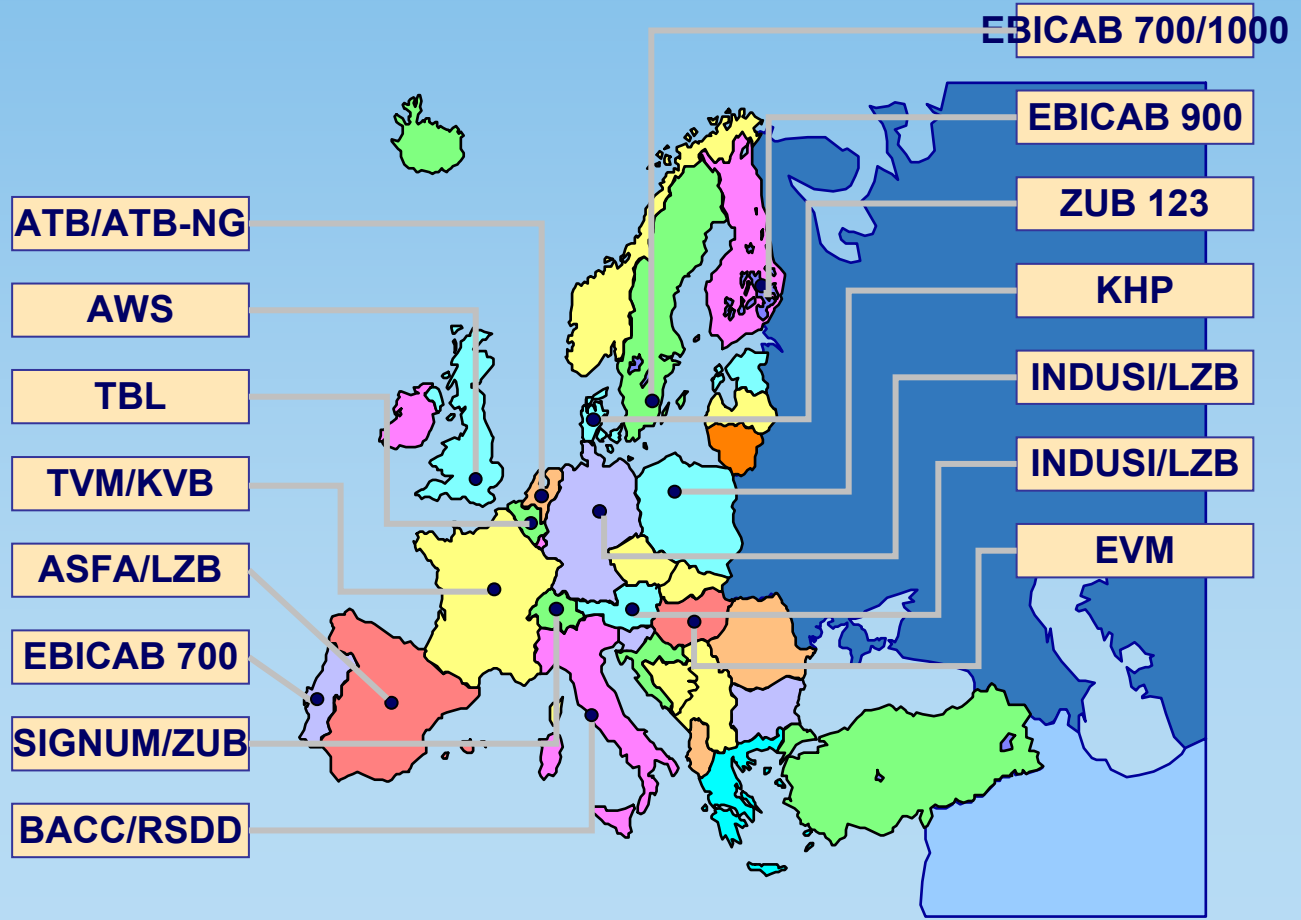 ATB/ATB-NG
AWS
TBL
TVM/KVB
ASFA/LZB
EBICAB 700
SIGNUM/ZUB
BACC/RSDD
EBICAB 700/1000
EBICAB 900
ZUB 123
KHP
INDUSI/LZB
INDUSI/LZB
EVM